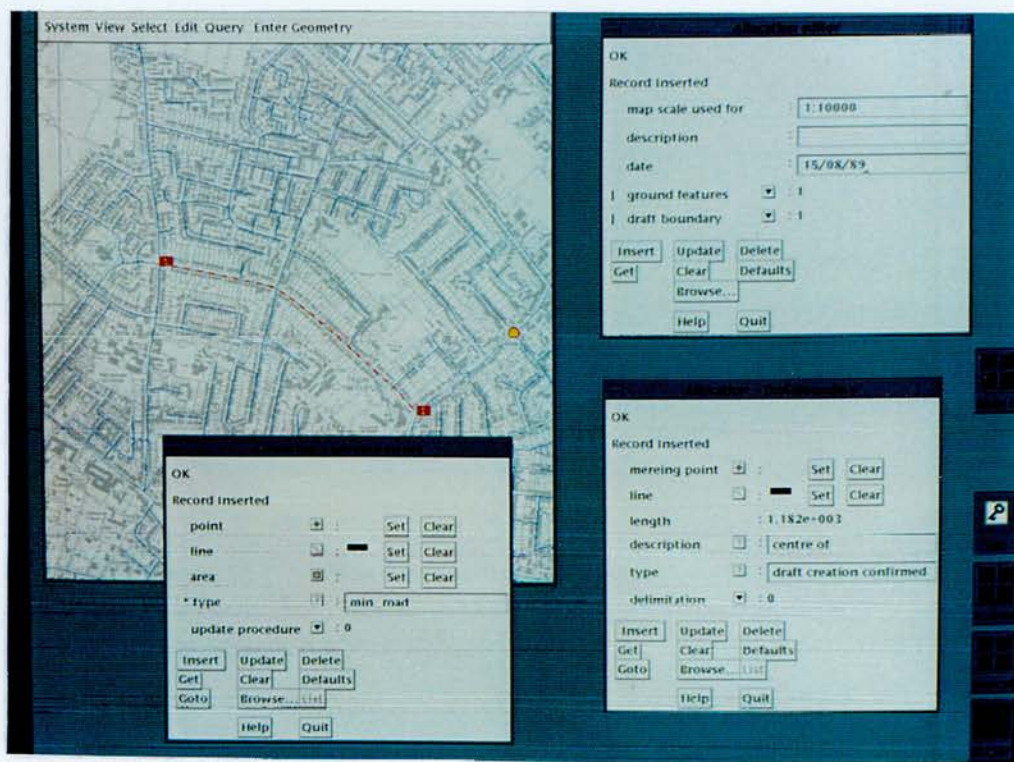 System View Select Edit Query Enter Geometry
OK
Record Inserted
map scale used for : 1:10000
description :
date : 15/08/89
ground features : 1
draft boundary : 1
Insert Update Delete
Get Clear Defaults
Browse...
Help Quit
OK
Record Inserted
point : Set Clear
line : Set Clear
area : Set Clear
* type : min_road
update procedure : 0
Insert Update Delete
Get Clear Defaults
Goto Browse... List
Help Quit
OK
Record Inserted
mereing point : Set Clear
line : Set Clear
length : 1.182e+003
description : centre of
type : draft creation confirmed
delimitation : 0
Insert Update Delete
Get Clear Defaults
Goto Browse... List
Help Quit